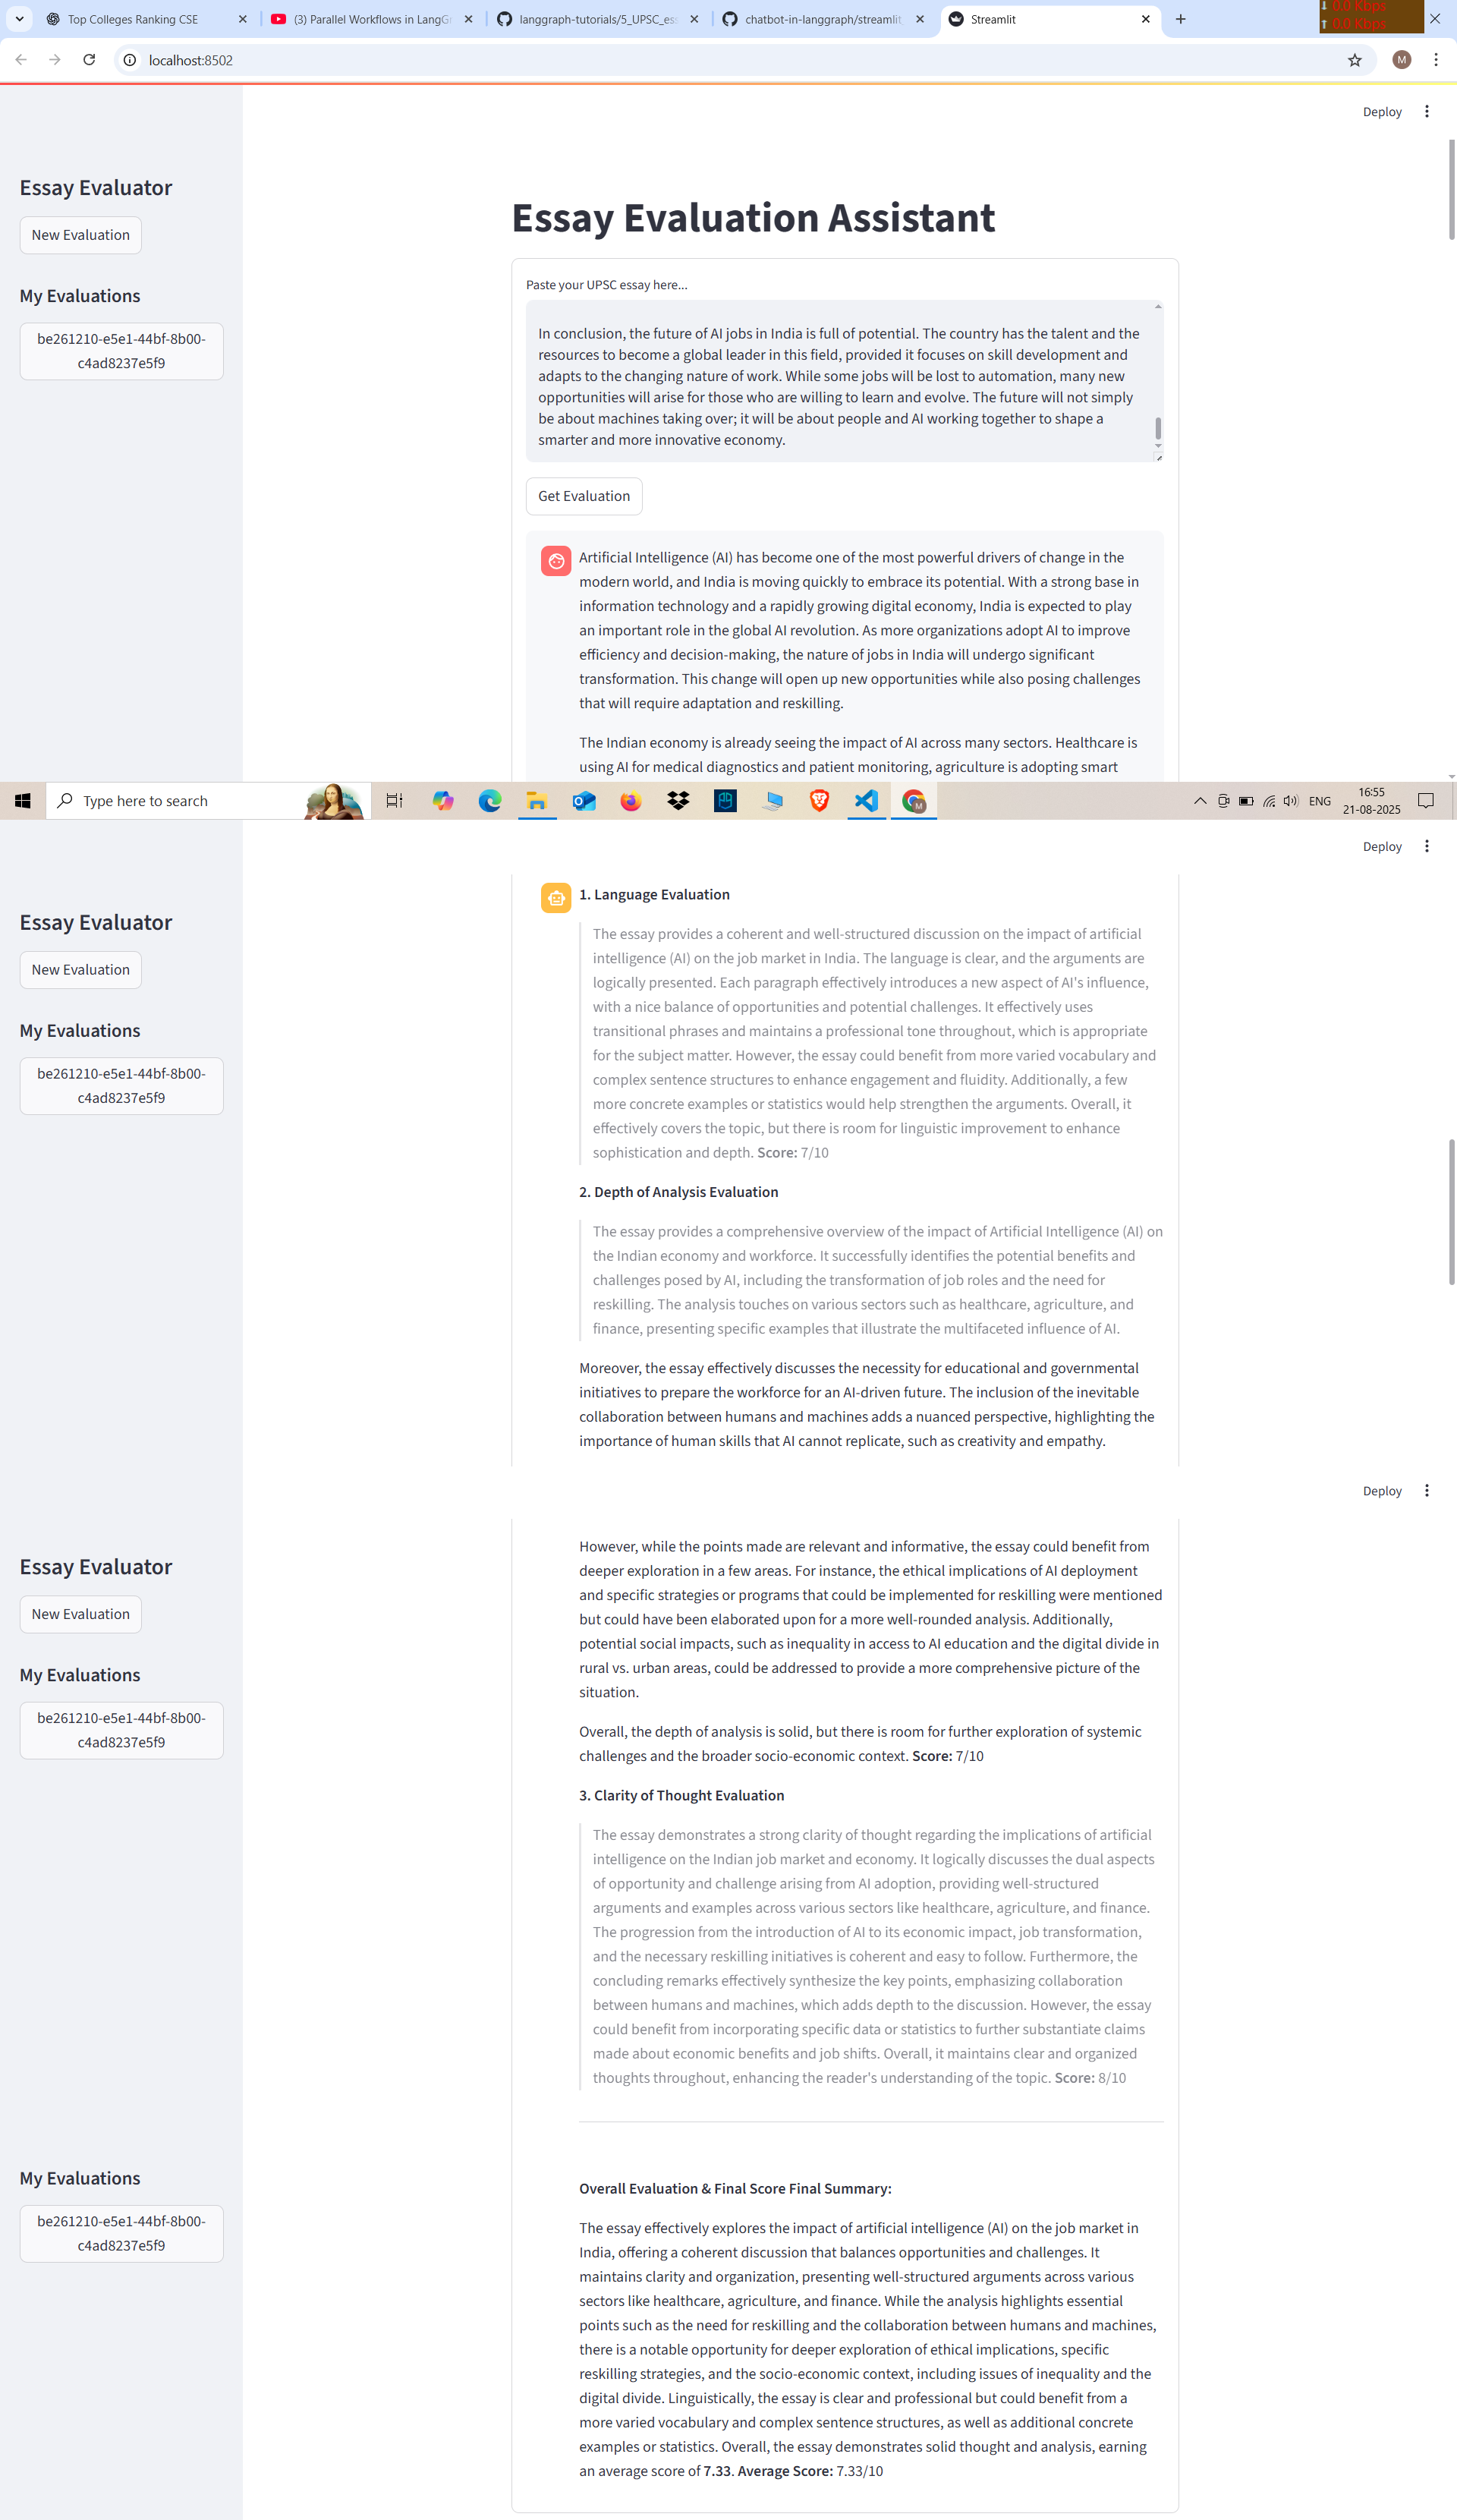 Top Colleges Ranking CSE
(3) Parallel Workflows in LangGr
langgraph-tutorials/5_UPSC_ess
chatbot-in-langgraph/streamlit_
Streamlit
0.0 Kbps
0.0 Kbps
localhost:8502
M
Deploy
Essay Evaluator
New Evaluation
My Evaluations
be261210-e5e1-44bf-8b00-
c4ad8237e5f9
Essay Evaluation Assistant
Paste your UPSC essay here...
In conclusion, the future of AI jobs in India is full of potential. The country has the talent and the
resources to become a global leader in this field, provided it focuses on skill development and
adapts to the changing nature of work. While some jobs will be lost to automation, many new
opportunities will arise for those who are willing to learn and evolve. The future will not simply
be about machines taking over; it will be about people and AI working together to shape a
smarter and more innovative economy.
Get Evaluation
Artificial Intelligence (AI) has become one of the most powerful drivers of change in the
modern world, and India is moving quickly to embrace its potential. With a strong base in
information technology and a rapidly growing digital economy, India is expected to play
an important role in the global AI revolution. As more organizations adopt AI to improve
efficiency and decision-making, the nature of jobs in India will undergo significant
transformation. This change will open up new opportunities while also posing challenges
that will require adaptation and reskilling.
The Indian economy is already seeing the impact of AI across many sectors. Healthcare is
using AI for medical diagnostics and patient monitoring, agriculture is adopting smart
Type here to search
ENG
16:55
21-08-2025
Deploy
Essay Evaluator
New Evaluation
My Evaluations
be261210-e5e1-44bf-8b00-
c4ad8237e5f9
1. Language Evaluation
The essay provides a coherent and well-structured discussion on the impact of artificial
intelligence (AI) on the job market in India. The language is clear, and the arguments are
logically presented. Each paragraph effectively introduces a new aspect of AI's influence,
with a nice balance of opportunities and potential challenges. It effectively uses
transitional phrases and maintains a professional tone throughout, which is appropriate
for the subject matter. However, the essay could benefit from more varied vocabulary and
complex sentence structures to enhance engagement and fluidity. Additionally, a few
more concrete examples or statistics would help strengthen the arguments. Overall, it
effectively covers the topic, but there is room for linguistic improvement to enhance
sophistication and depth. Score: 7/10
2. Depth of Analysis Evaluation
The essay provides a comprehensive overview of the impact of Artificial Intelligence (AI) on
the Indian economy and workforce. It successfully identifies the potential benefits and
challenges posed by AI, including the transformation of job roles and the need for
reskilling. The analysis touches on various sectors such as healthcare, agriculture, and
finance, presenting specific examples that illustrate the multifaceted influence of AI.
Moreover, the essay effectively discusses the necessity for educational and governmental
initiatives to prepare the workforce for an AI-driven future. The inclusion of the inevitable
collaboration between humans and machines adds a nuanced perspective, highlighting the
importance of human skills that AI cannot replicate, such as creativity and empathy.
Deploy
Essay Evaluator
New Evaluation
My Evaluations
be261210-e5e1-44bf-8b00-
c4ad8237e5f9
However, while the points made are relevant and informative, the essay could benefit from
deeper exploration in a few areas. For instance, the ethical implications of AI deployment
and specific strategies or programs that could be implemented for reskilling were mentioned
but could have been elaborated upon for a more well-rounded analysis. Additionally,
potential social impacts, such as inequality in access to AI education and the digital divide in
rural vs. urban areas, could be addressed to provide a more comprehensive picture of the
situation.
Overall, the depth of analysis is solid, but there is room for further exploration of systemic
challenges and the broader socio-economic context. Score: 7/10
3. Clarity of Thought Evaluation
The essay demonstrates a strong clarity of thought regarding the implications of artificial
intelligence on the Indian job market and economy. It logically discusses the dual aspects
of opportunity and challenge arising from AI adoption, providing well-structured
arguments and examples across various sectors like healthcare, agriculture, and finance.
The progression from the introduction of AI to its economic impact, job transformation,
and the necessary reskilling initiatives is coherent and easy to follow. Furthermore, the
concluding remarks effectively synthesize the key points, emphasizing collaboration
between humans and machines, which adds depth to the discussion. However, the essay
could benefit from incorporating specific data or statistics to further substantiate claims
made about economic benefits and job shifts. Overall, it maintains clear and organized
thoughts throughout, enhancing the reader's understanding of the topic. Score: 8/10
My Evaluations
be261210-e5e1-44bf-8b00-
c4ad8237e5f9
Overall Evaluation & Final Score Final Summary:
The essay effectively explores the impact of artificial intelligence (AI) on the job market in
India, offering a coherent discussion that balances opportunities and challenges. It
maintains clarity and organization, presenting well-structured arguments across various
sectors like healthcare, agriculture, and finance. While the analysis highlights essential
points such as the need for reskilling and the collaboration between humans and machines,
there is a notable opportunity for deeper exploration of ethical implications, specific
reskilling strategies, and the socio-economic context, including issues of inequality and the
digital divide. Linguistically, the essay is clear and professional but could benefit from a
more varied vocabulary and complex sentence structures, as well as additional concrete
examples or statistics. Overall, the essay demonstrates solid thought and analysis, earning
an average score of 7.33. Average Score: 7.33/10